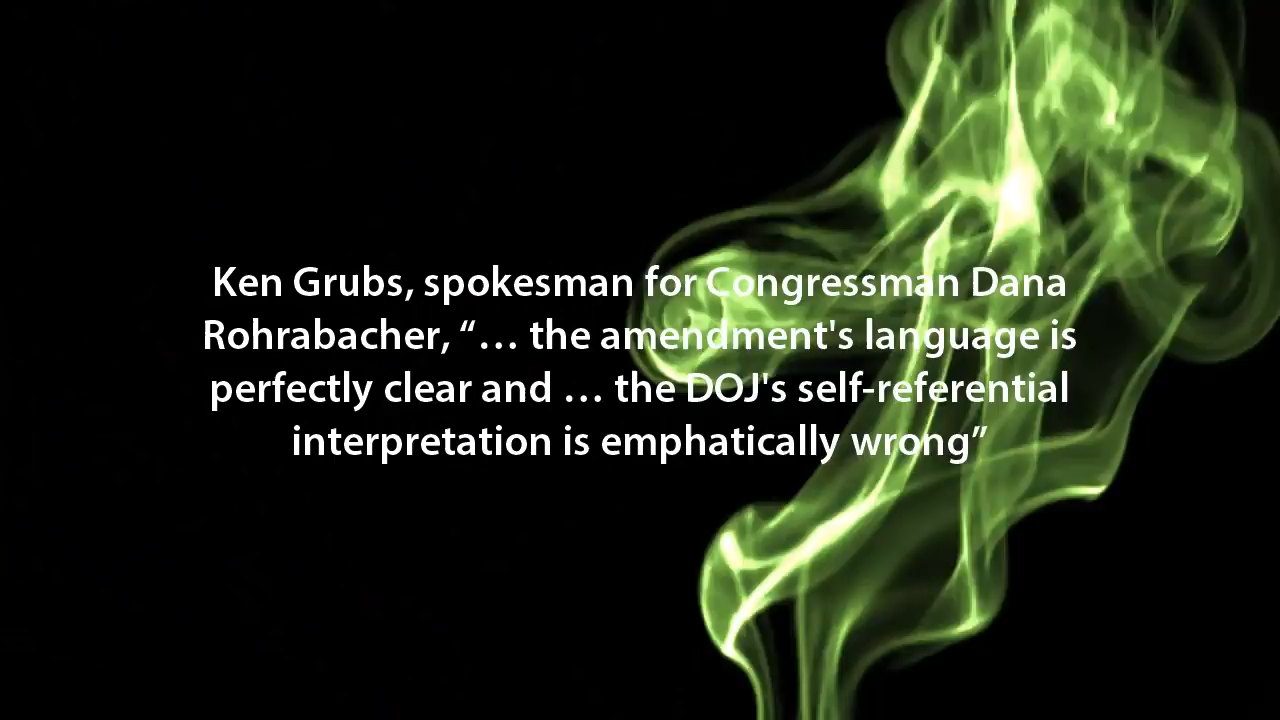 Ken Grubs, spokesman for Congressman Dana
Rohrabacher, “… the amendment's language is
perfectly clear and … the DOJ's self-referential
interpretation is emphatically wrong”